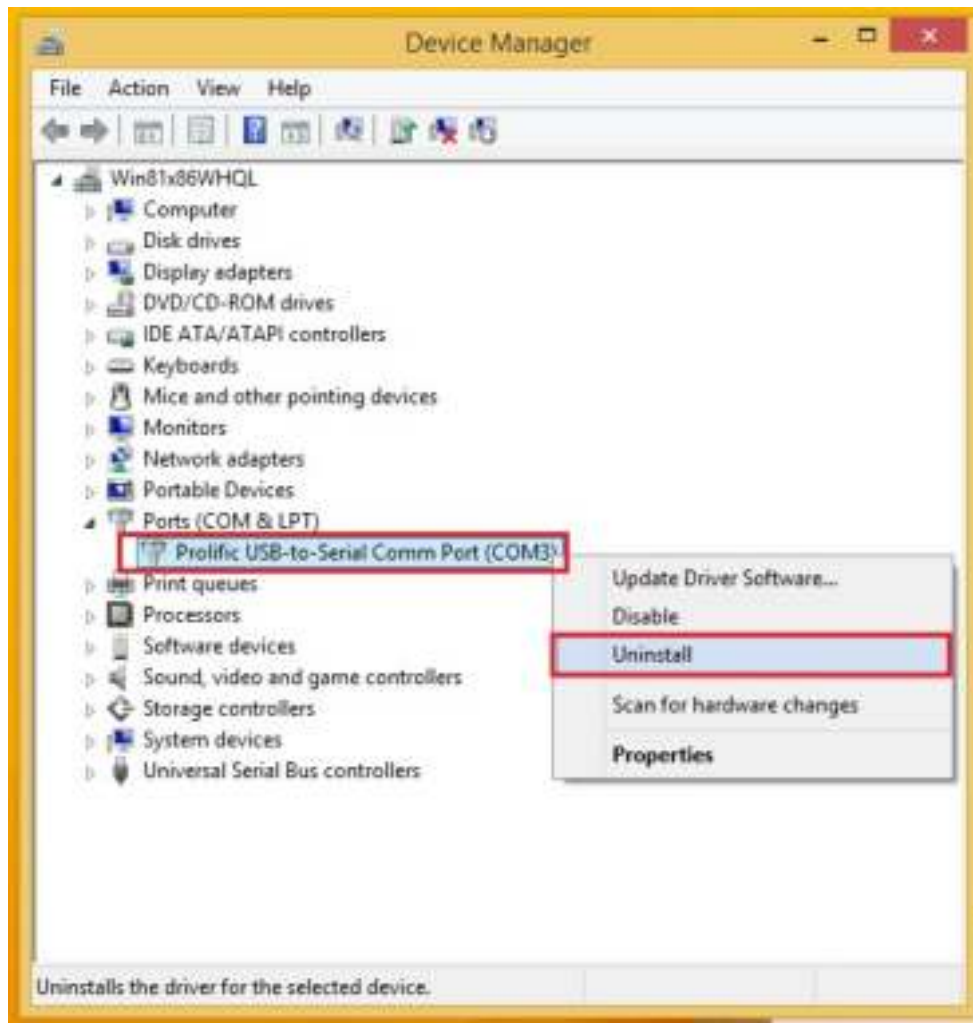 Device Manager
File Action View Help
Win81x86WHQL
Computer
Disk drives
Display adapters
DVD/CD-ROM drives
IDE ATA/ATAPI controllers
Keyboards
Mice and other pointing devices
Monitors
Network adapters
Portable Devices
Ports (COM & LPT)
Prolific USB-to-Serial Comm Port (COM3)
Print queues
Processors
Software devices
Sound, video and game controllers
Storage controllers
System devices
Universal Serial Bus controllers
Update Driver Software...
Disable
Uninstall
Scan for hardware changes
Properties
Uninstalls the driver for the selected device.